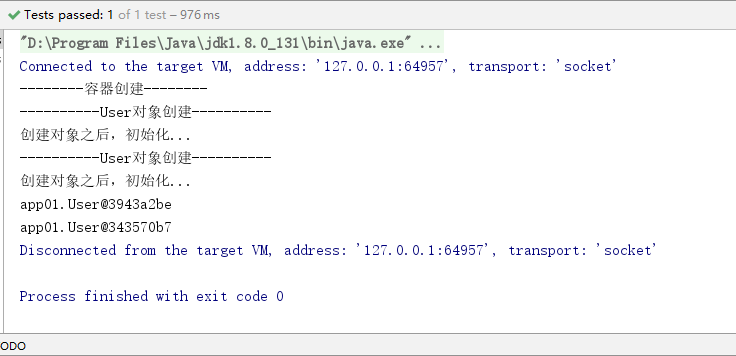 Tests passed: 1 of 1 test – 976 ms
"D:\Program Files\Java\jdk1.8.0_131\bin\java.exe" ...
Connected to the target VM, address: '127.0.0.1:64957', transport: 'socket'
--------容器创建--------
----------User对象创建----------
创建对象之后，初始化...
----------User对象创建----------
创建对象之后，初始化...
app01.User@3943a2be
app01.User@343570b7
Disconnected from the target VM, address: '127.0.0.1:64957', transport: 'socket'
Process finished with exit code 0
ODO